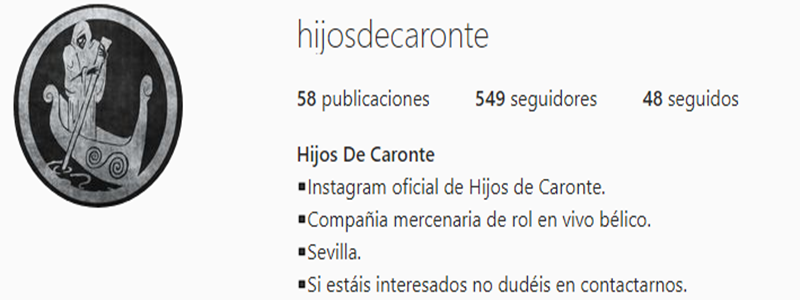 hijosdecaronte
58 publicaciones 549 seguidores 48 seguidos
Hijos De Caronte
▪Instagram oficial de Hijos de Caronte.
▪Compañia mercenaria de rol en vivo bélico.
▪Sevilla.
▪Si estáis interesados no dudéis en contactarnos.